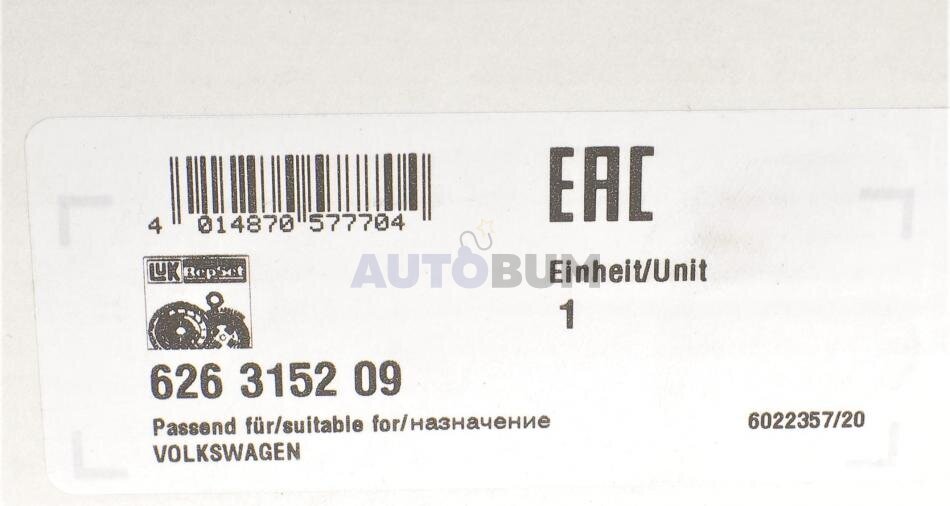 EAC
4 014870 577704
AUTOBUM
Einheit/Unit
1
LUK RepSet
626 3152 09
Passend für/suitable for/назначение
VOLKSWAGEN
6022357/20